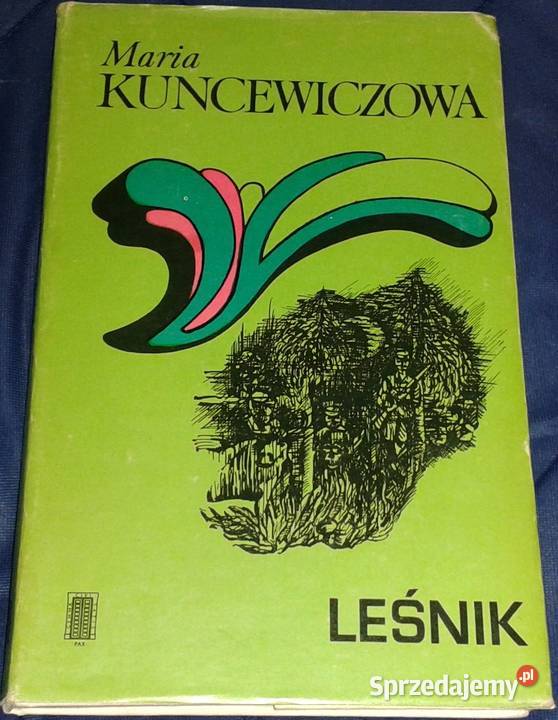 Maria
KUNCEWICZOWA
LEŚNIK
PAX
Sprzedajemy.pl